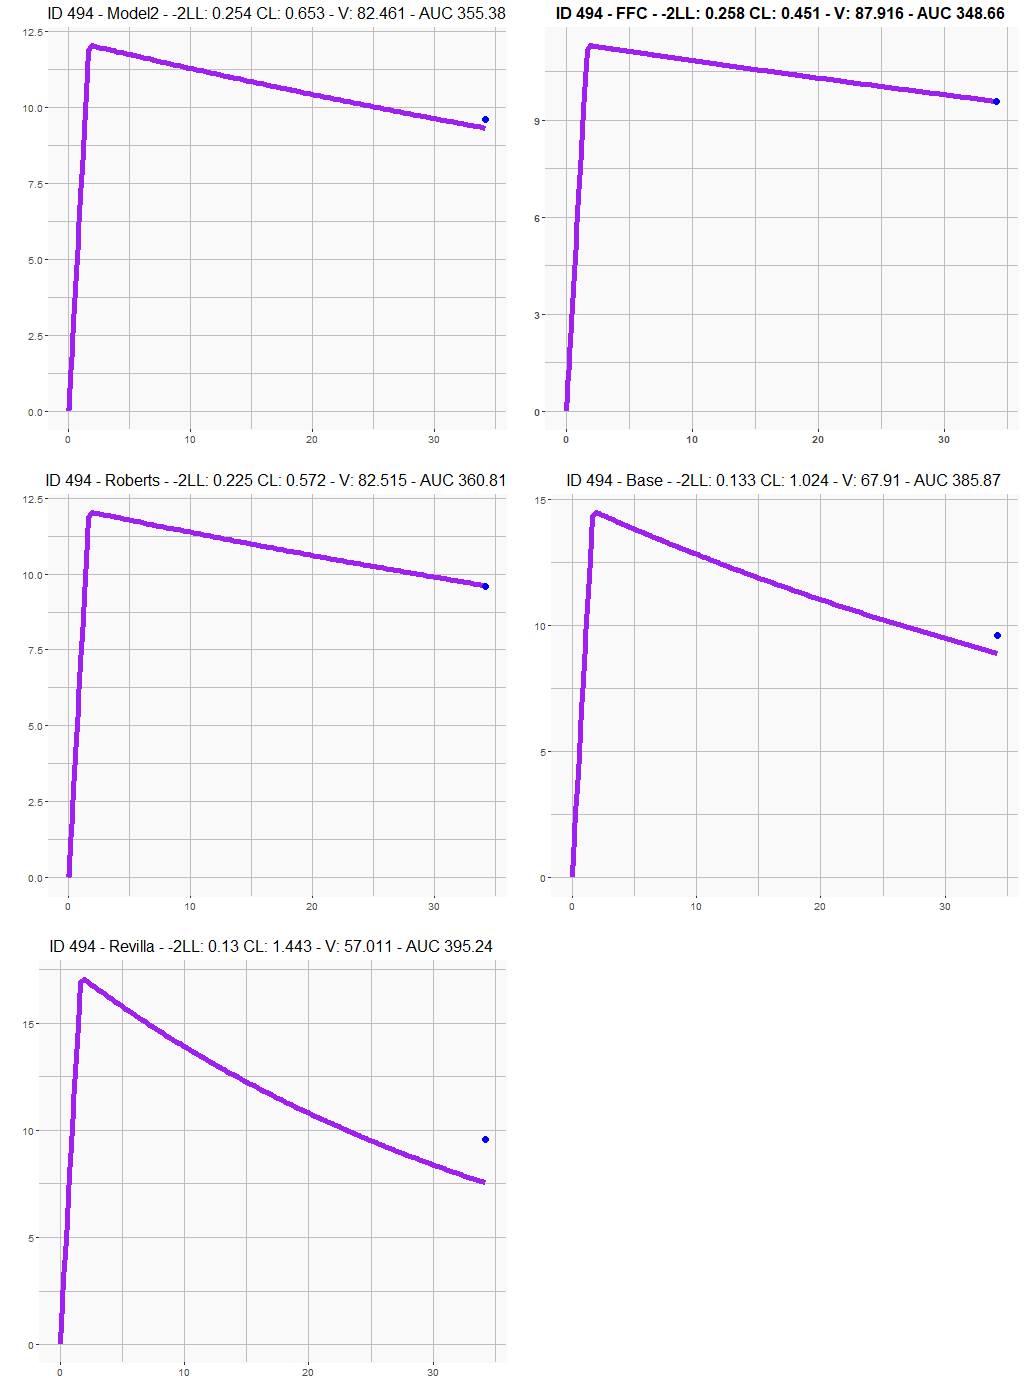 ID 494 - Model2 - -2LL: 0.254 CL: 0.653 - V: 82.461 - AUC 355.38
12.5
10.0
7.5
5.0
2.5
0.0
0 10 20 30
ID 494 - FFC - -2LL: 0.258 CL: 0.451 - V: 87.916 - AUC 348.66
9
6
3
0
0 10 20 30
ID 494 - Roberts - -2LL: 0.225 CL: 0.572 - V: 82.515 - AUC 360.81
12.5
10.0
7.5
5.0
2.5
0.0
0 10 20 30
ID 494 - Base - -2LL: 0.133 CL: 1.024 - V: 67.91 - AUC 385.87
15
10
5
0
0 10 20 30
ID 494 - Revilla - -2LL: 0.13 CL: 1.443 - V: 57.011 - AUC 395.24
15
10
5
0
0 10 20 30